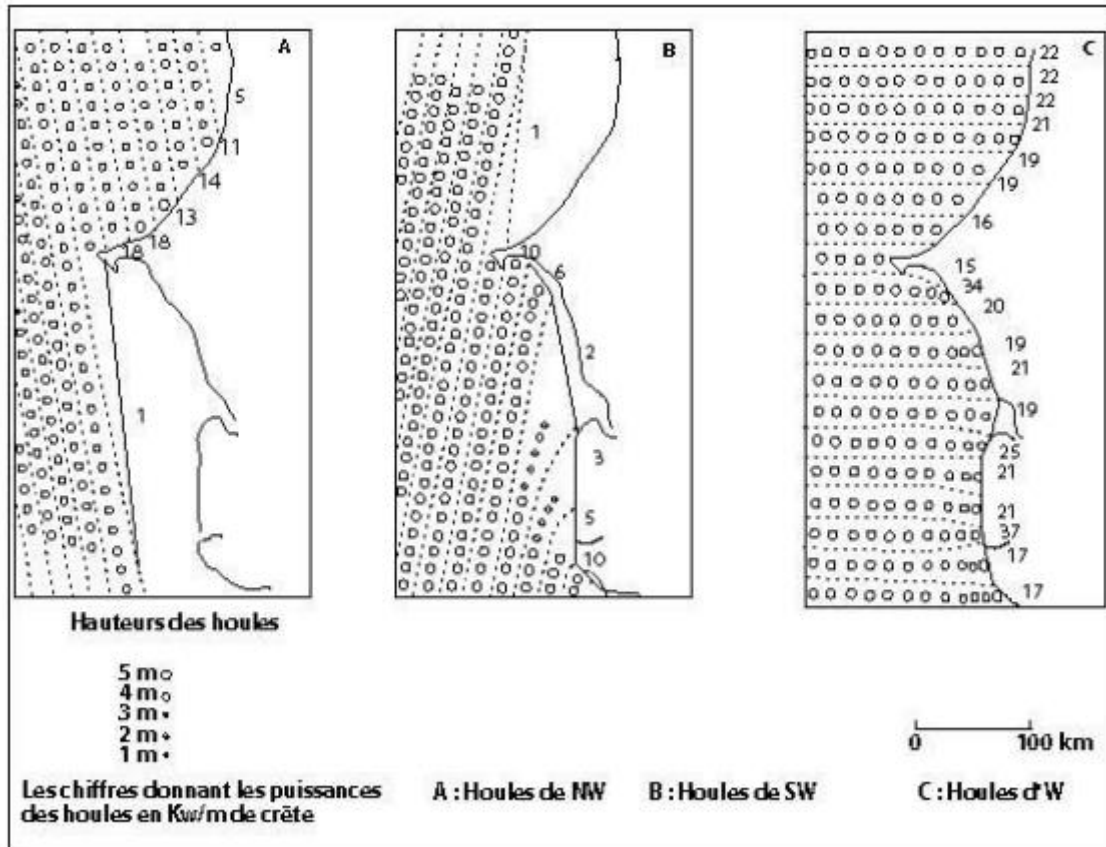 A
B
C
5
11
14
13
18
18
1
1
10
6
2
3
5
10
22
22
22
21
19
19
16
15
34
20
19
21
19
25
21
21
37
17
17
Hauteurs des houles
5 m
4 m
3 m
2 m
1 m
0 100 km
Les chiffres donnant les puissances
des houles en Kw/m de crête
A : Houles de NW
B : Houles de SW
C : Houles d'W